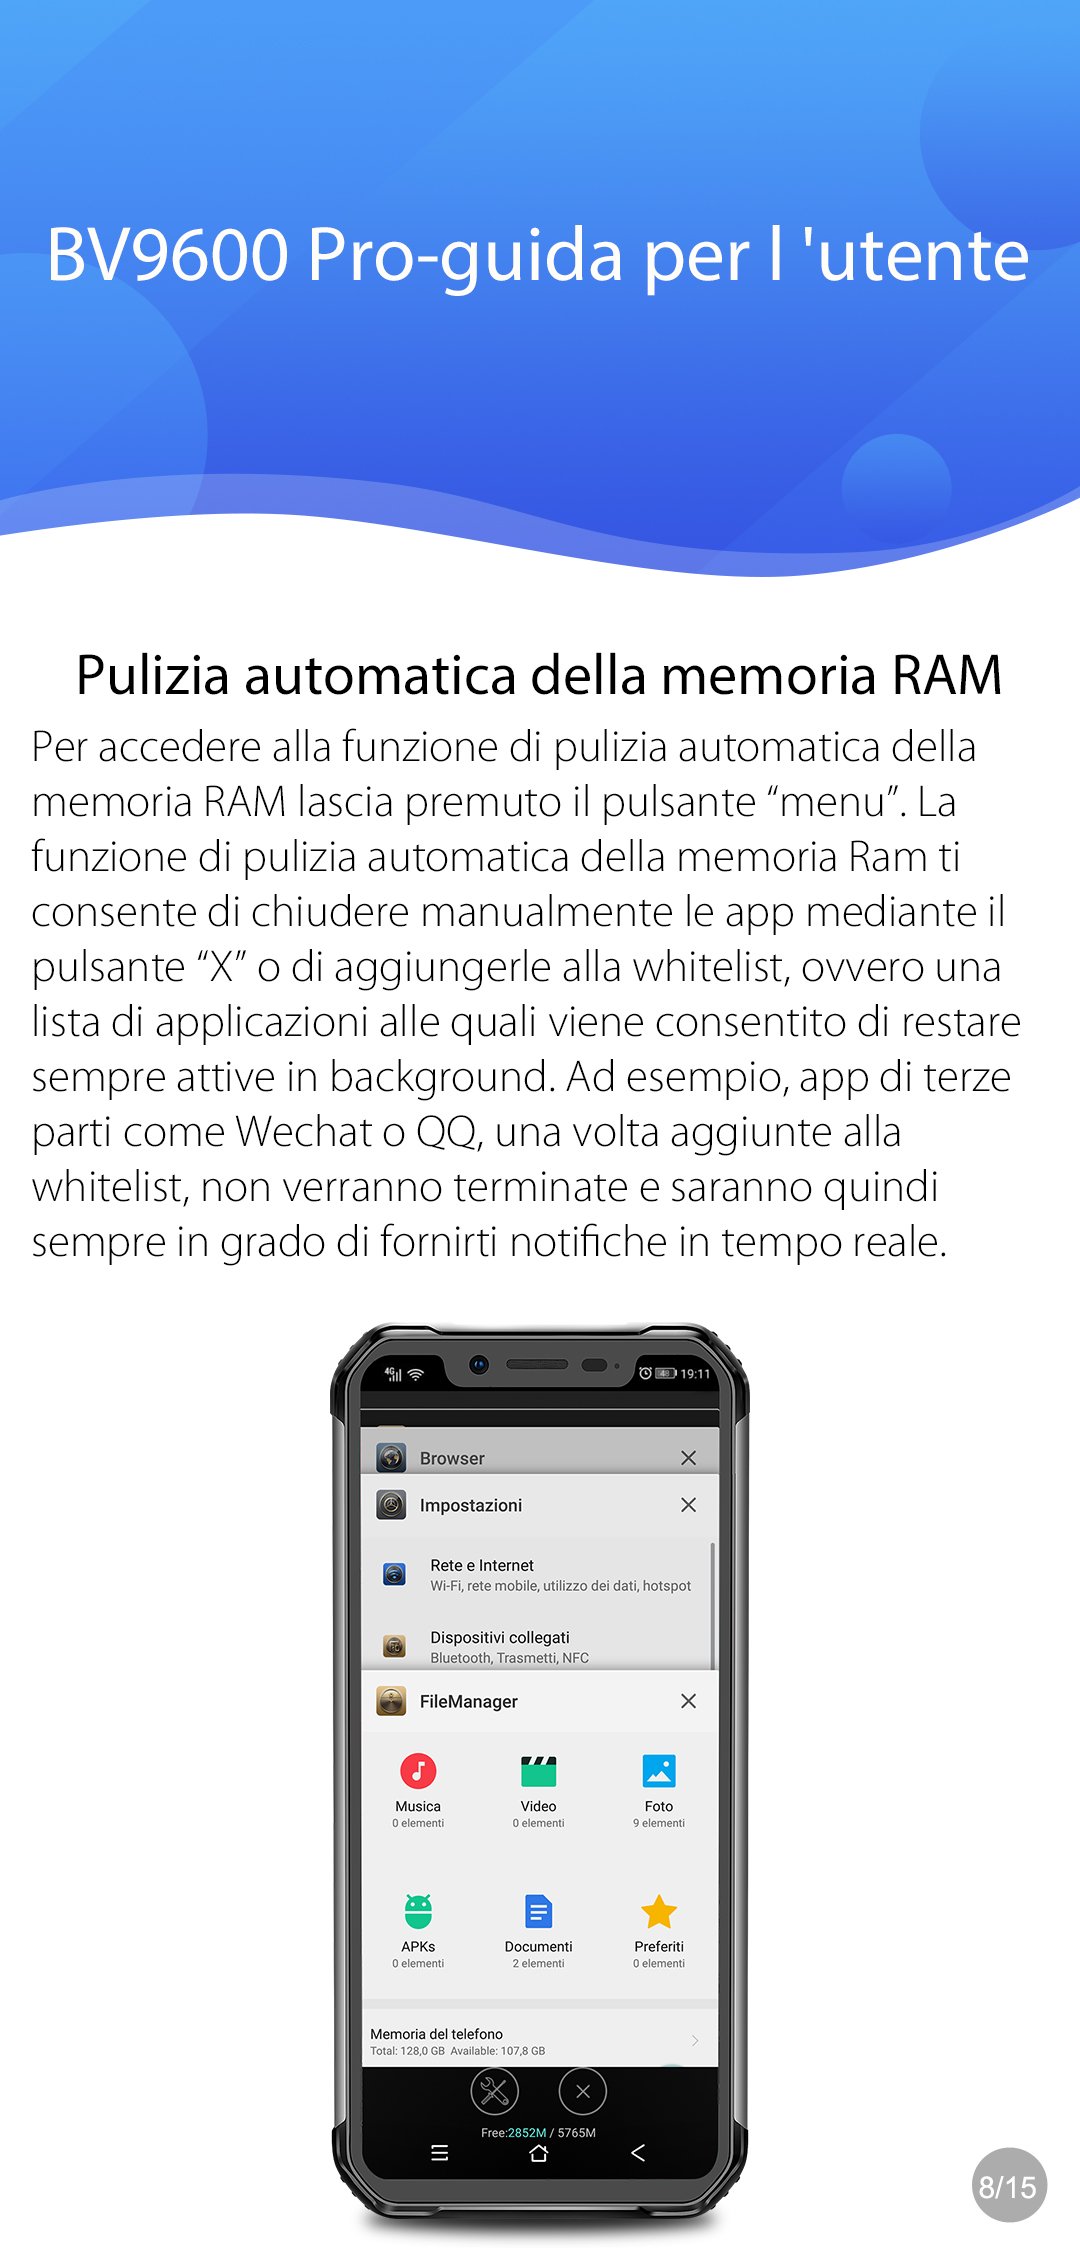 BV9600 Pro-guida per l 'utente
Pulizia automatica della memoria RAM
Per accedere alla funzione di pulizia automatica della
memoria RAM lascia premuto il pulsante “menu”. La
funzione di pulizia automatica della memoria Ram ti
consente di chiudere manualmente le app mediante il
pulsante “X” o di aggiungerle alla whitelist, ovvero una
lista di applicazioni alle quali viene consentito di restare
sempre attive in background. Ad esempio, app di terze
parti come Wechat o QQ, una volta aggiunte alla
whitelist, non verranno terminate e saranno quindi
sempre in grado di fornirti notifiche in tempo reale.
4G 48 19:11
Browser
Impostazioni
Rete e Internet
Wi-Fi, rete mobile, utilizzo dei dati, hotspot
Dispositivi collegati
Bluetooth, Trasmetti, NFC
FileManager
Musica Video Foto
0 elementi 0 elementi 9 elementi
APKs Documenti Preferiti
0 elementi 2 elementi 0 elementi
Memoria del telefono
Total: 128,0 GB Available: 107,8 GB
Free:2852M / 5765M
8/15